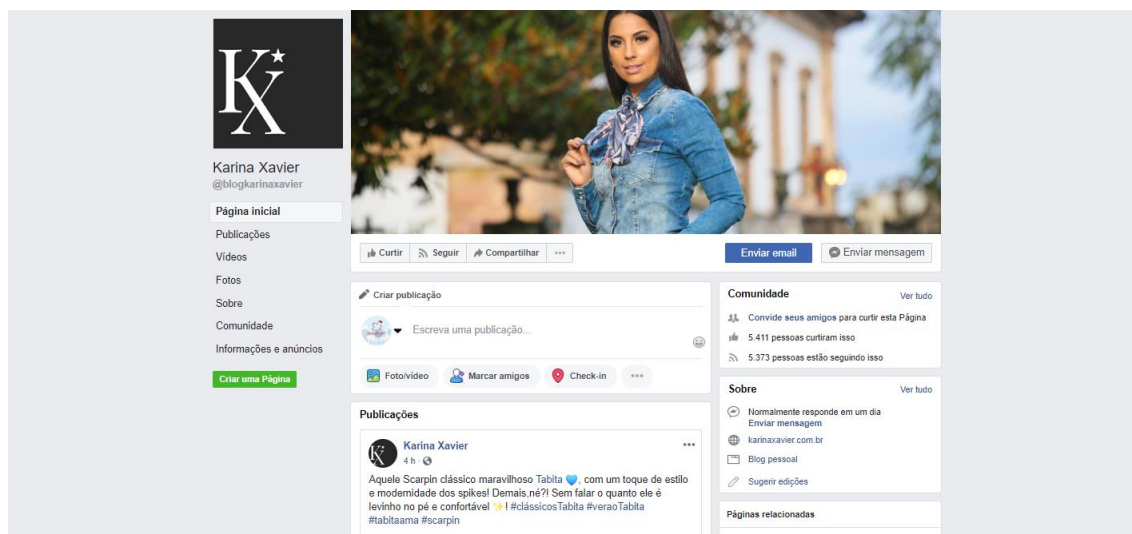 KX
Karina Xavier
@blogkarinaxavier
Página inicial
Publicações
Vídeos
Fotos
Sobre
Comunidade
Informações e anúncios
Criar uma Página
Curtir Seguir Compartilhar ...
Enviar email Enviar mensagem
Criar publicação
Escreva uma publicação...
Foto/vídeo Marcar amigos Check-in ...
Publicações
KX
Karina Xavier
4 h ·
Aquele Scarpin clássico maravilhoso Tabita 💙, com um toque de estilo
e modernidade dos spikes! Demais,né?! Sem falar o quanto ele é
levinho no pé e confortável ✨! #clássicosTabita #veraoTabita
#tabitaama #scarpin
Comunidade Ver tudo
Convide seus amigos para curtir esta Página
5.411 pessoas curtiram isso
5.373 pessoas estão seguindo isso
Sobre Ver tudo
Normalmente responde em um dia
Enviar mensagem
karinaxavier.com.br
Blog pessoal
Sugerir edições
Páginas relacionadas